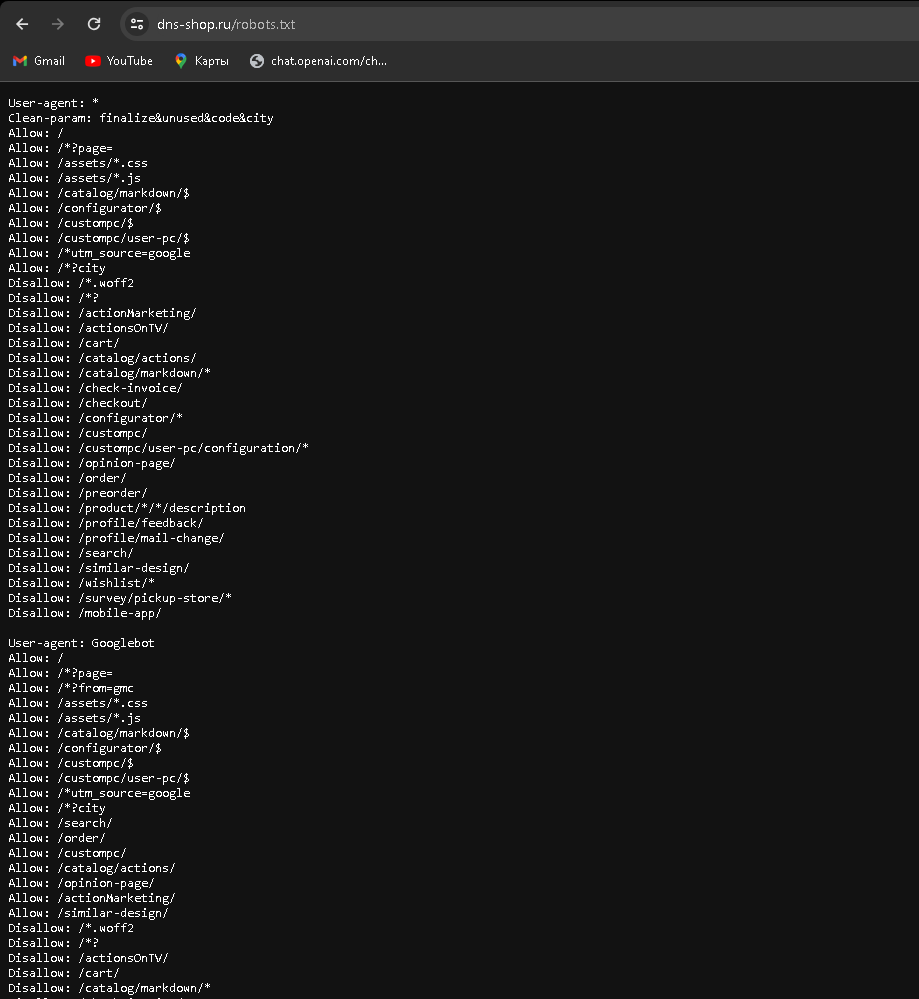 dns-shop.ru/robots.txt
Gmail YouTube Карты chat.openai.com/ch...
User-agent: *
Clean-param: finalize&unused&code&city
Allow: /
Allow: /*?page=
Allow: /assets/*.css
Allow: /assets/*.js
Allow: /catalog/markdown/$
Allow: /configurator/$
Allow: /custompc/$
Allow: /custompc/user-pc/$
Allow: /*utm_source=google
Allow: /*?city
Disallow: /*.woff2
Disallow: /*?
Disallow: /actionMarketing/
Disallow: /actionsOnTV/
Disallow: /cart/
Disallow: /catalog/actions/
Disallow: /catalog/markdown/*
Disallow: /check-invoice/
Disallow: /checkout/
Disallow: /configurator/*
Disallow: /custompc/
Disallow: /custompc/user-pc/configuration/*
Disallow: /opinion-page/
Disallow: /order/
Disallow: /preorder/
Disallow: /product/*/*/description
Disallow: /profile/feedback/
Disallow: /profile/mail-change/
Disallow: /search/
Disallow: /similar-design/
Disallow: /wishlist/*
Disallow: /survey/pickup-store/*
Disallow: /mobile-app/
User-agent: Googlebot
Allow: /
Allow: /*?page=
Allow: /*?from=gmc
Allow: /assets/*.css
Allow: /assets/*.js
Allow: /catalog/markdown/$
Allow: /configurator/$
Allow: /custompc/$
Allow: /custompc/user-pc/$
Allow: /*utm_source=google
Allow: /*?city
Allow: /search/
Allow: /order/
Allow: /custompc/
Allow: /catalog/actions/
Allow: /opinion-page/
Allow: /actionMarketing/
Allow: /similar-design/
Disallow: /*.woff2
Disallow: /*?
Disallow: /actionsOnTV/
Disallow: /cart/
Disallow: /catalog/markdown/*